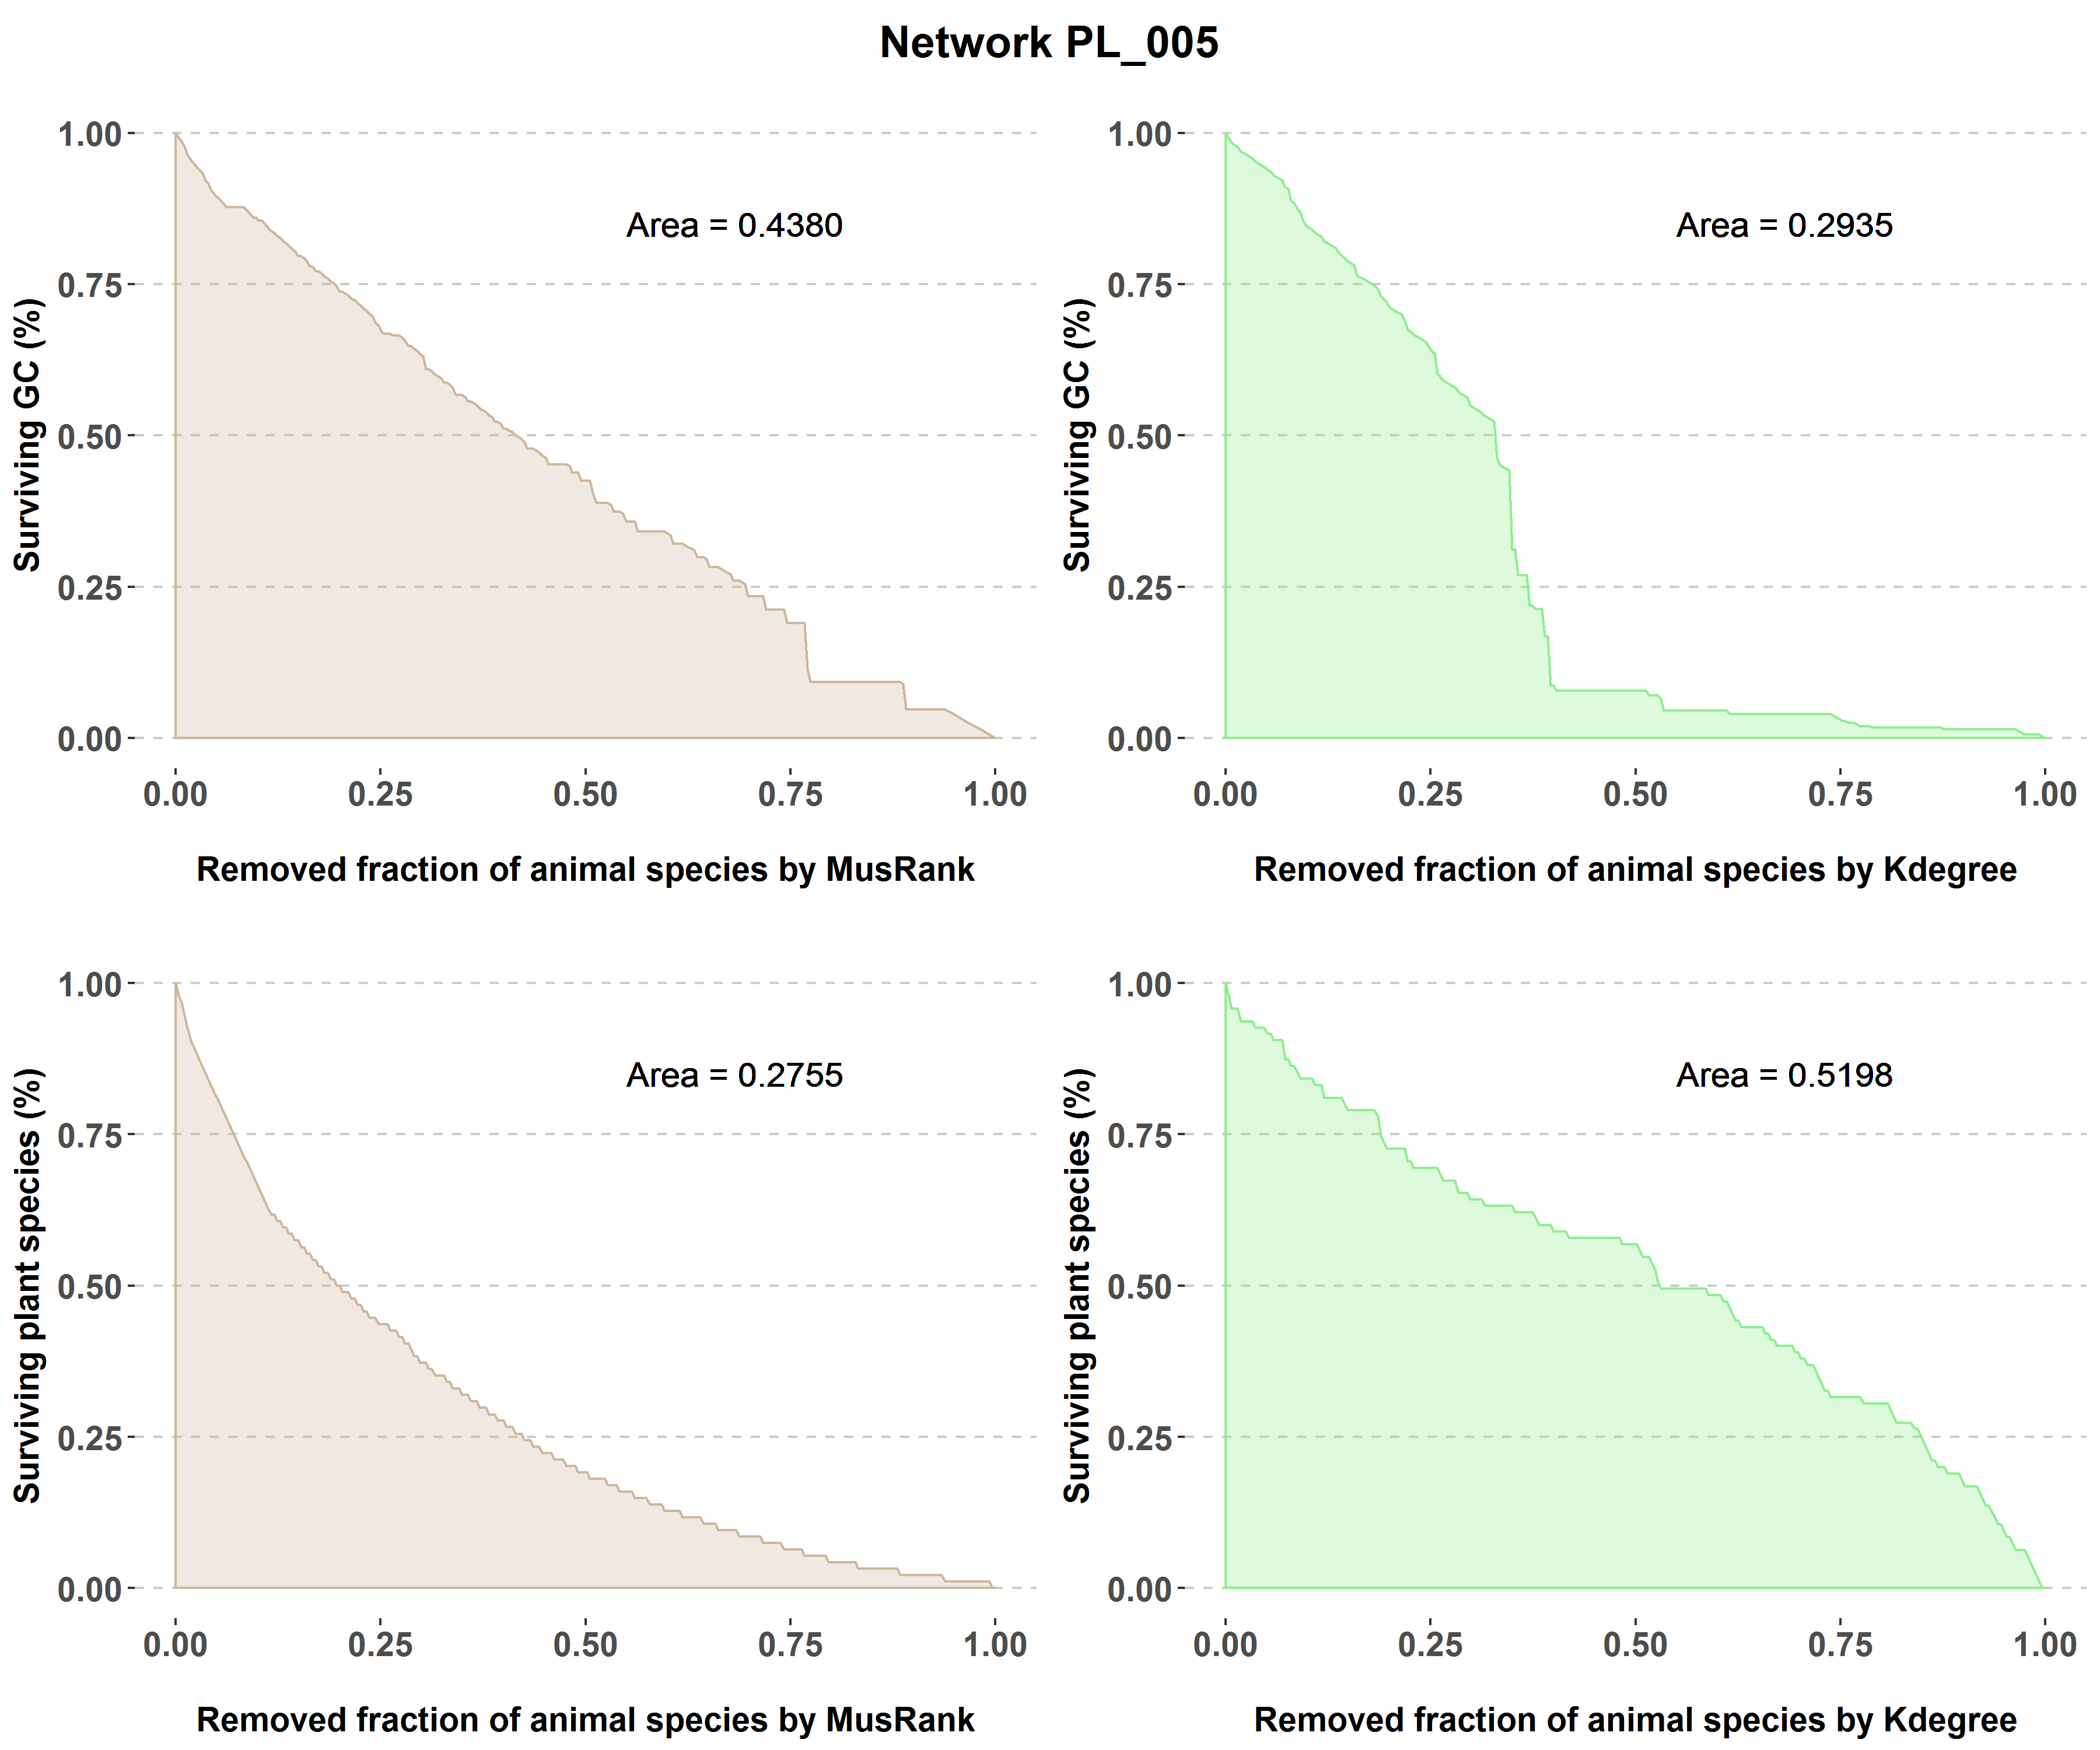 Network PL_005
Surviving GC (%)
1.00
0.75
0.50
0.25
0.00
Area = 0.4380
0.00 0.25 0.50 0.75 1.00
Removed fraction of animal species by MusRank
Surviving GC (%)
1.00
0.75
0.50
0.25
0.00
Area = 0.2935
0.00 0.25 0.50 0.75 1.00
Removed fraction of animal species by Kdegree
Surviving plant species (%)
1.00
0.75
0.50
0.25
0.00
Area = 0.2755
0.00 0.25 0.50 0.75 1.00
Removed fraction of animal species by MusRank
Surviving plant species (%)
1.00
0.75
0.50
0.25
0.00
Area = 0.5198
0.00 0.25 0.50 0.75 1.00
Removed fraction of animal species by Kdegree